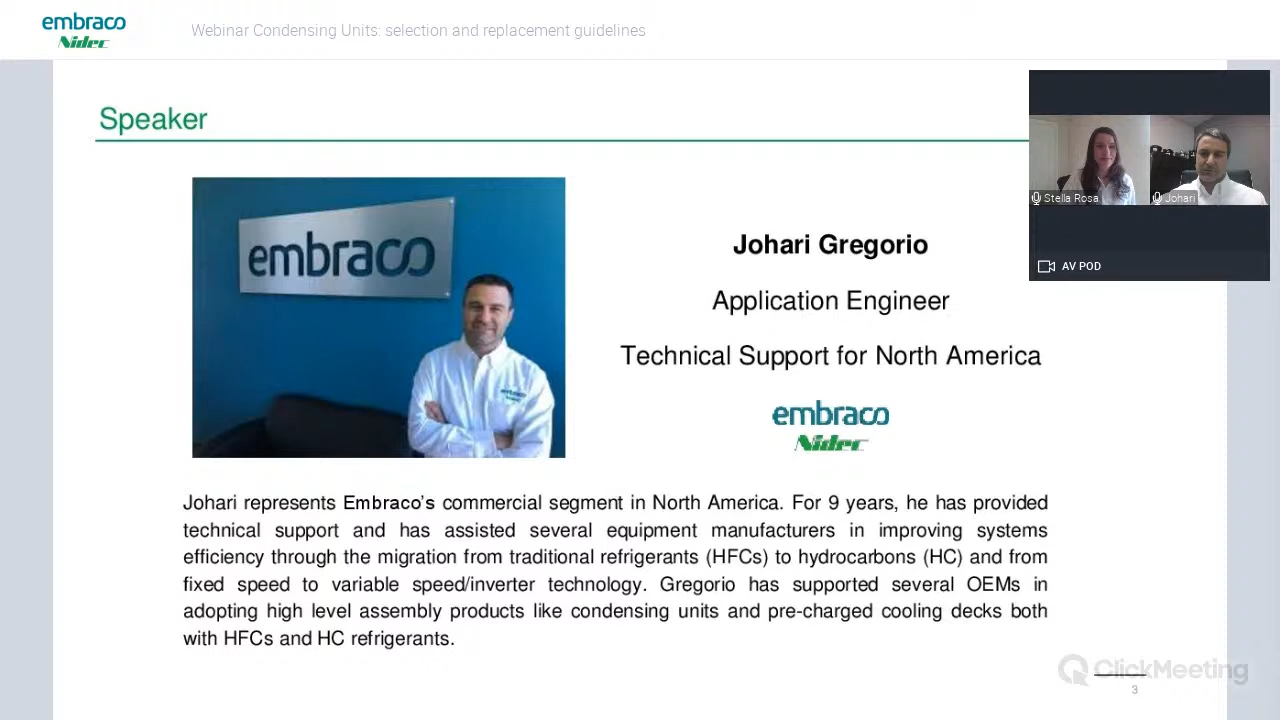 embraco
Nidec
Webinar Condensing Units: selection and replacement guidelines
Speaker
Stella Rosa
Johari
AV POD
embraco
embraco
Johari Gregorio
Application Engineer
Technical Support for North America
embraco
Nidec
Johari represents Embraco's commercial segment in North America. For 9 years, he has provided
technical support and has assisted several equipment manufacturers in improving systems
efficiency through the migration from traditional refrigerants (HFCs) to hydrocarbons (HC) and from
fixed speed to variable speed/inverter technology. Gregorio has supported several OEMs in
adopting high level assembly products like condensing units and pre-charged cooling decks both
with HFCs and HC refrigerants.
ClickMeeting
3